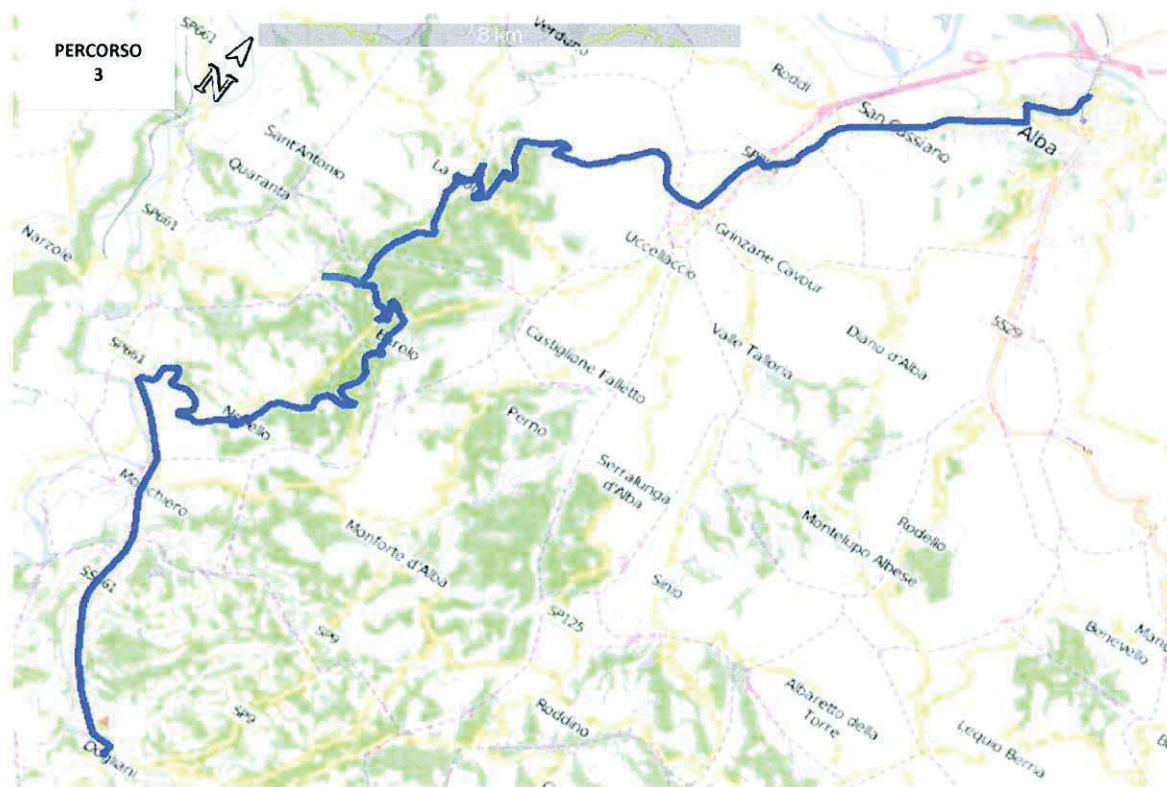 PERCORSO
3
N
8 km
SP661
Verduno
Roddi
San Cassiano
Alba
Sant'Antonio
Quaranta
SP661
Narzole
Uccellaccio
Grinzane Cavour
SS29
Barolo
Castiglione Falletto
Valle Talloria
Diano d'Alba
SP661
Novello
Perno
Serralunga
d'Alba
Monchiero
Monforte d'Alba
Montelupo Albese
Rodello
Sinio
SP125
SP9
Benevello
SP9
Roddino
Albaretto della
Torre
Lequio Berria
Dogliani